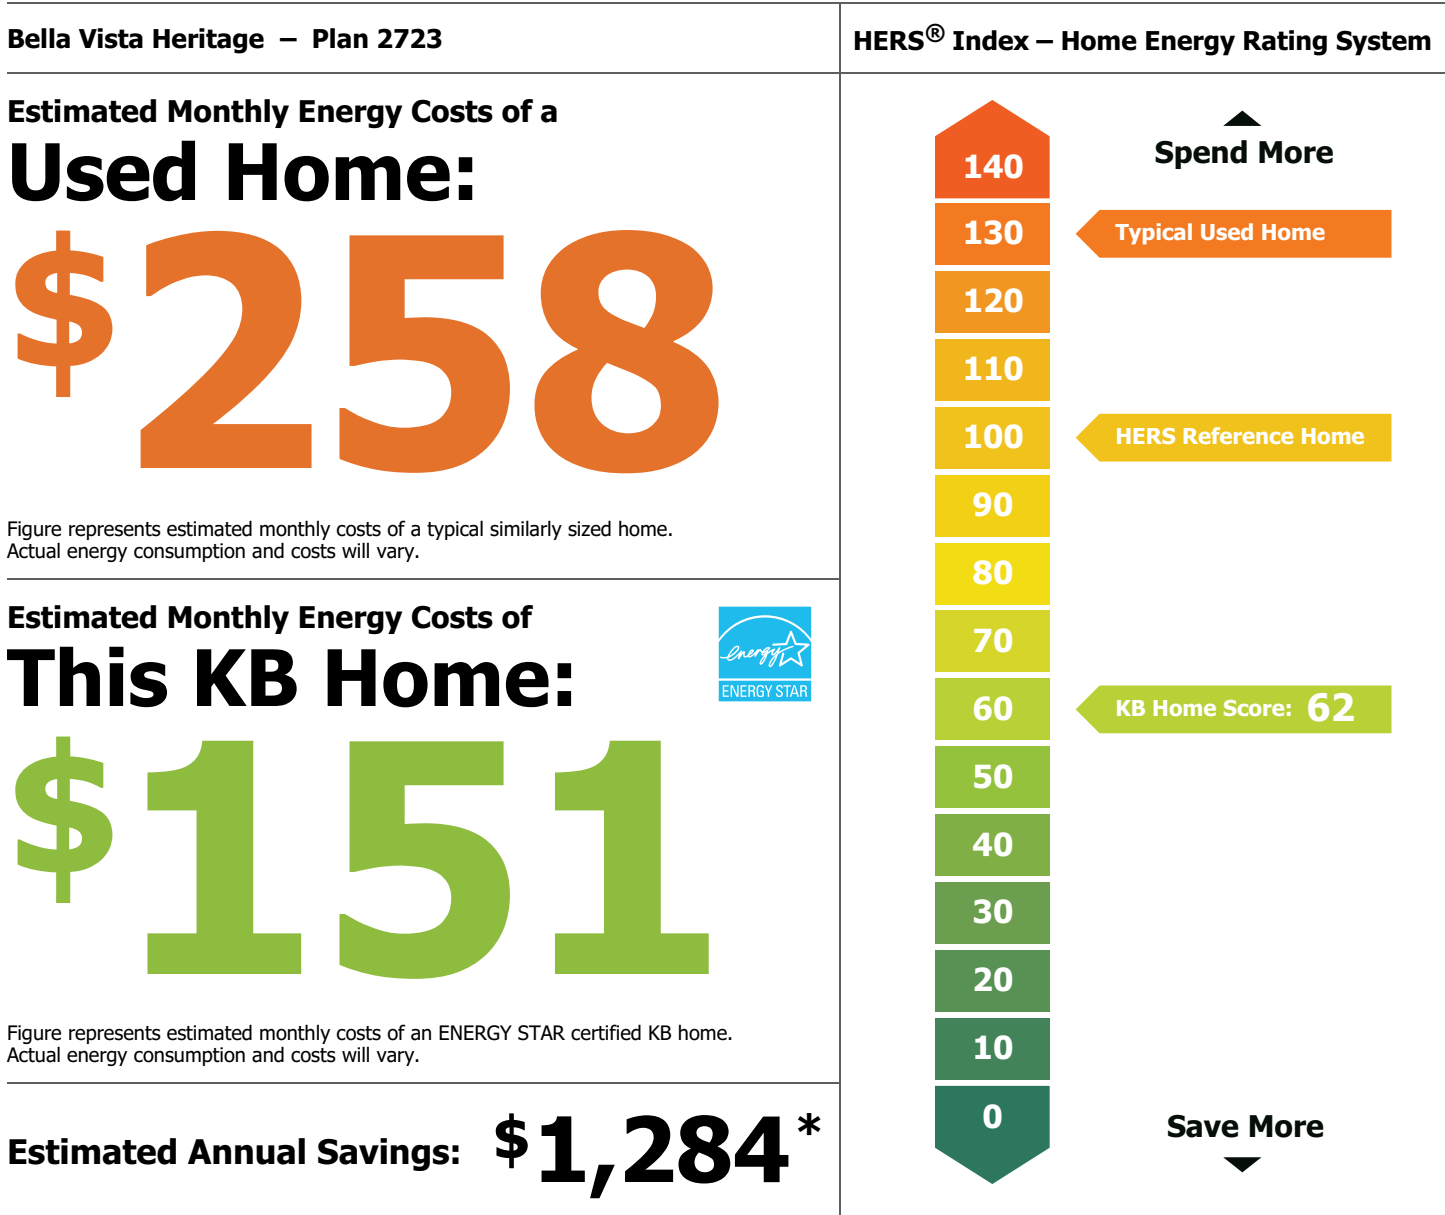 Bella Vista Heritage – Plan 2723
Estimated Monthly Energy Costs of a
Used Home:
$258
Figure represents estimated monthly costs of a typical similarly sized home.
Actual energy consumption and costs will vary.
Estimated Monthly Energy Costs of
This KB Home:
energy
ENERGY STAR
$151
Figure represents estimated monthly costs of an ENERGY STAR certified KB home.
Actual energy consumption and costs will vary.
Estimated Annual Savings: $1,284*
HERS® Index – Home Energy Rating System
Spend More
140
130 Typical Used Home
120
110
100 HERS Reference Home
90
80
70
60 KB Home Score: 62
50
40
30
20
10
0
Save More